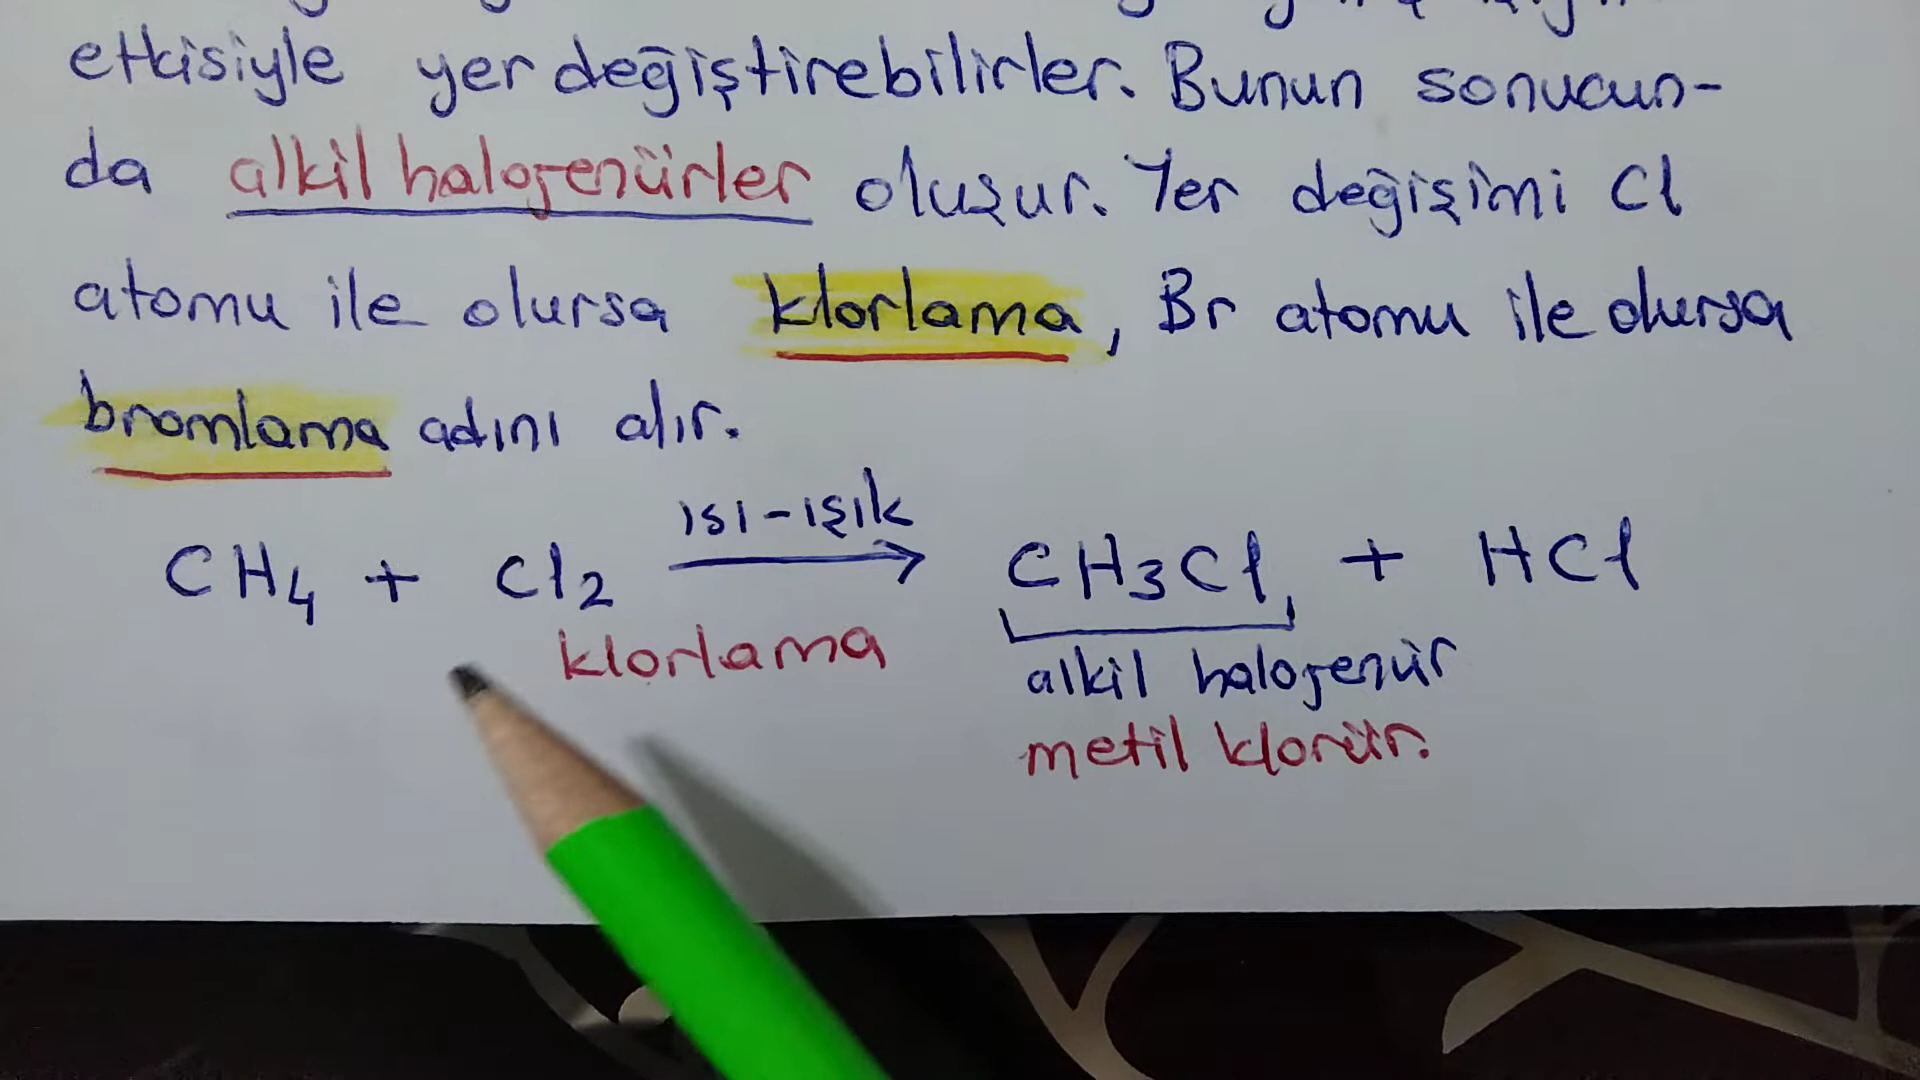 etkisiyle yer değiştirebilirler. Bunun sonucun-
da alkil halojenürler oluşur. Yer değişimi Cl
atomu ile olursa klorlama, Br atomu ile olursa
bromlama adını alır.
ısı-ışık
CH4 + Cl2 → CH3Cl + HCl
klorlama
alkil halojenür
metil klorür.